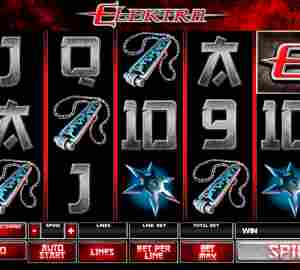 ELEKTRA
J Q A E
A 10 9 10
J A
LINES LINE BET TOTAL BET WIN
- +
AUTO START LINES BET PER LINE BET MAX SPIN